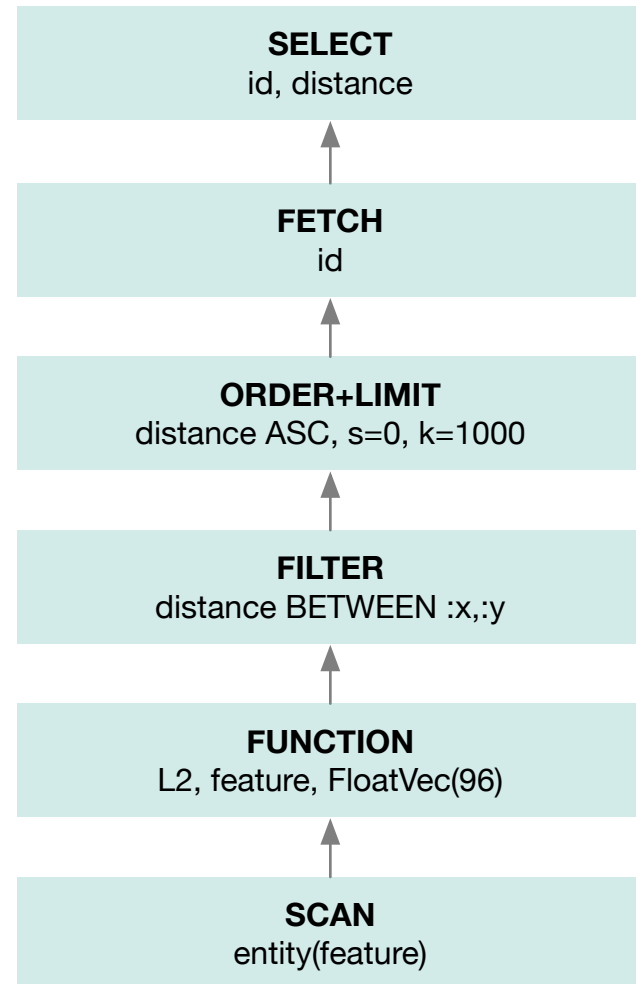 SELECT
id, distance
FETCH
id
ORDER+LIMIT
distance ASC, s=0, k=1000
FILTER
distance BETWEEN :x,:y
FUNCTION
L2, feature, FloatVec(96)
SCAN
entity(feature)